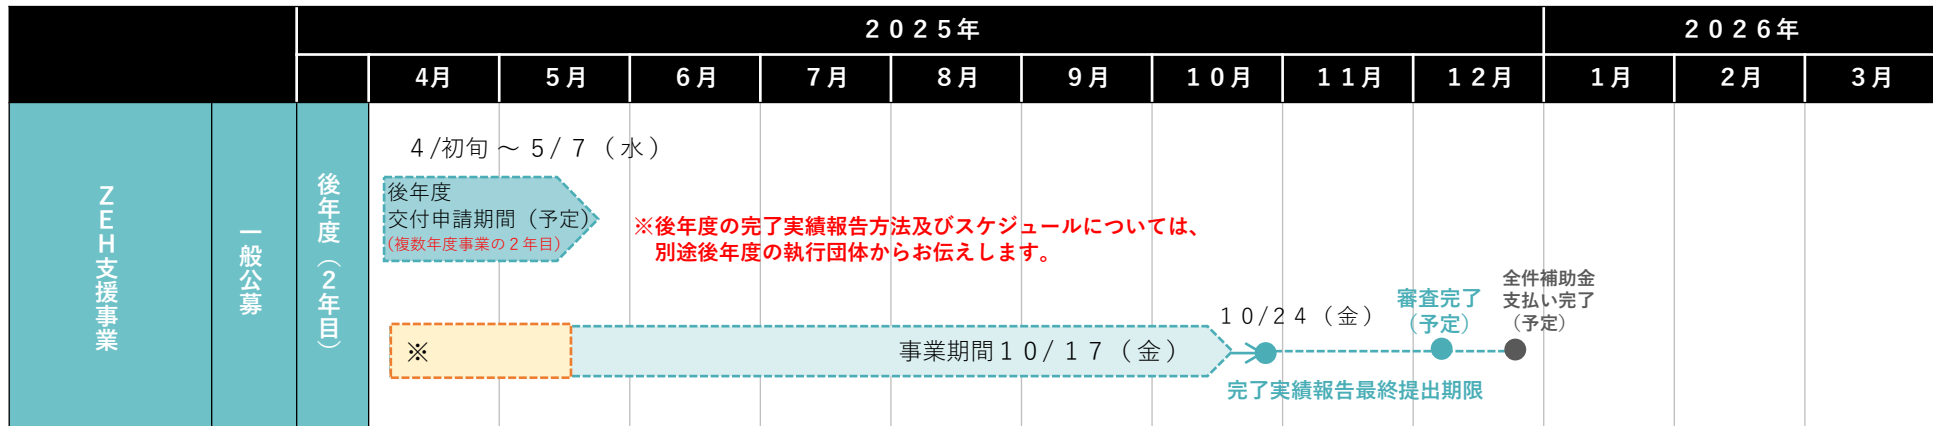 ２０２５年
２０２６年
4月
５月
６月
７月
８月
９月
１０月
１１月
１２月
１月
２月
３月
ＺＥＨ支援事業
一般公募
後年度（２年目）
４/初旬 ～ ５/ ７（水）
後年度
交付申請期間（予定）
（複数年度事業の２年目）
※後年度の完了実績報告方法及びスケジュールについては、
別途後年度の執行団体からお伝えします。
※
事業期間１０/ １７（金）
１０/２４（金）
完了実績報告最終提出期限
審査完了
（予定）
全件補助金
支払い完了
（予定）